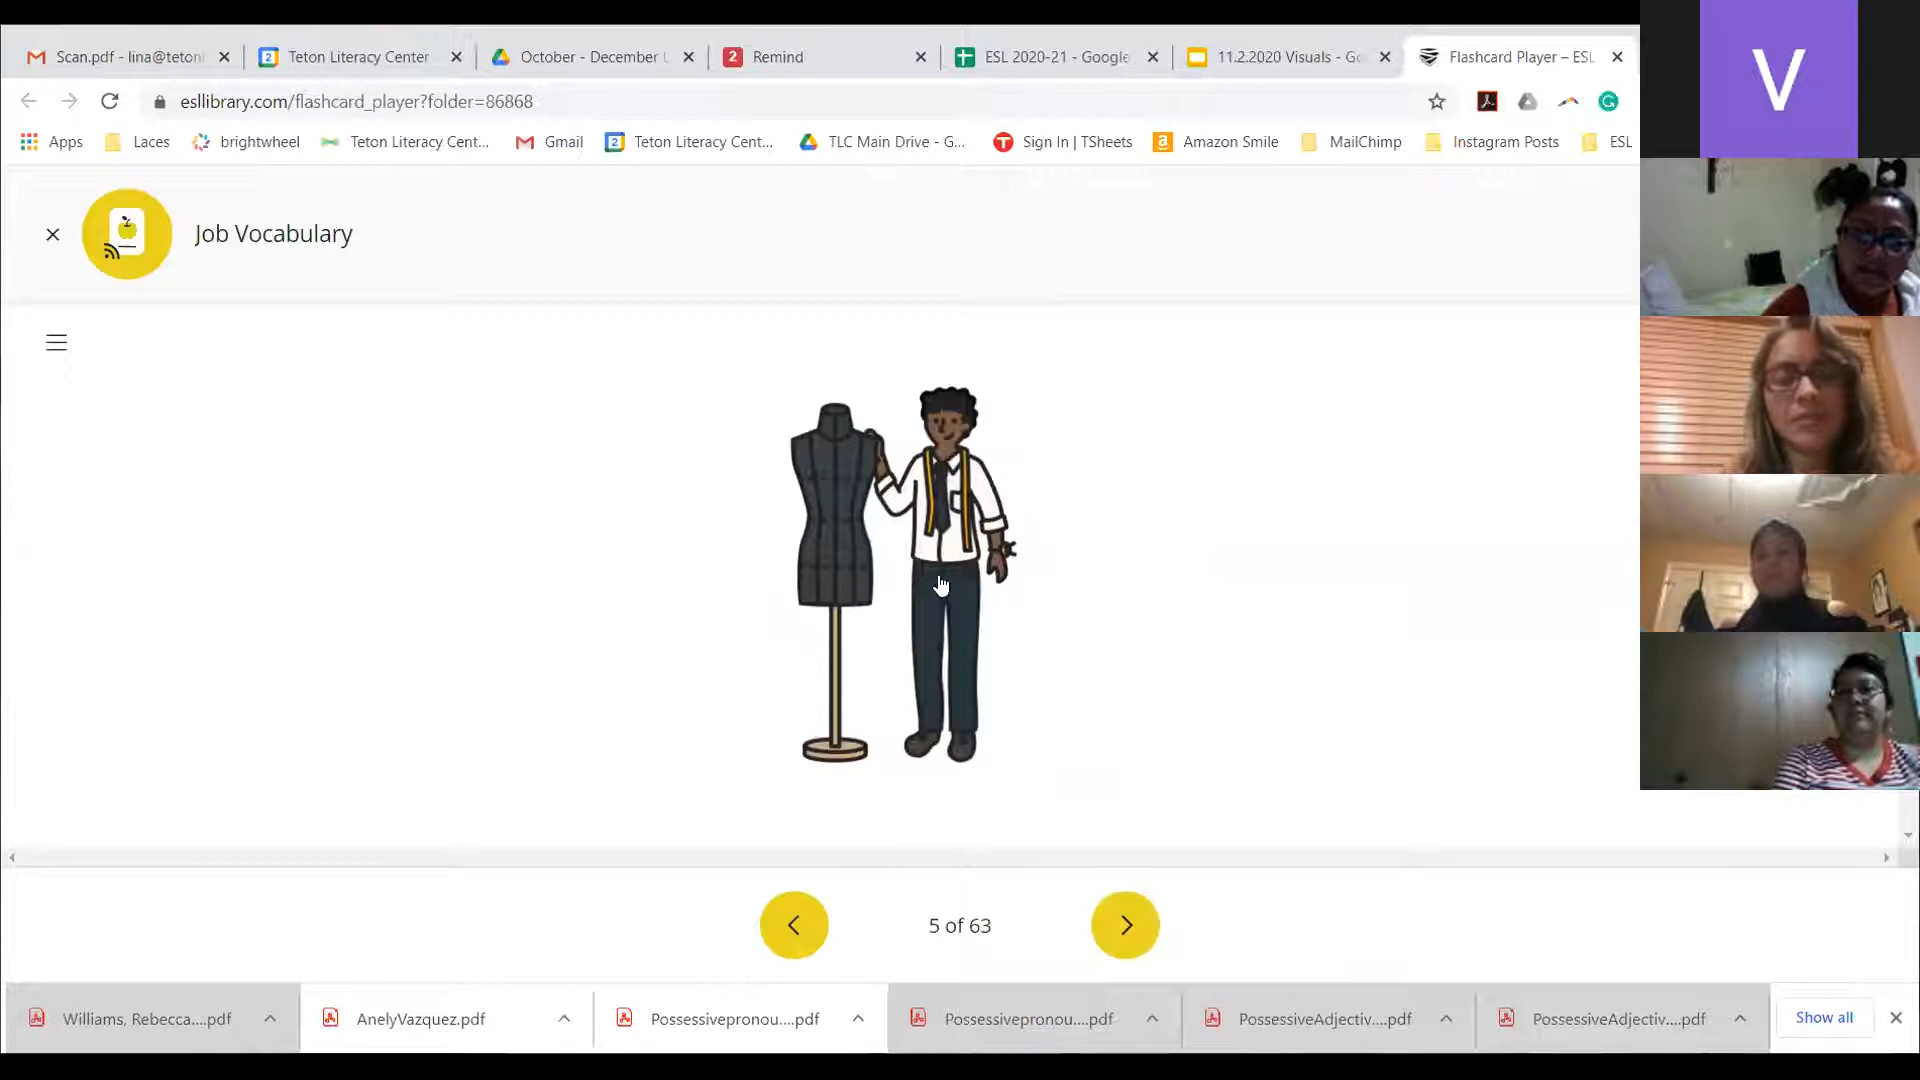 Scan.pdf - lina@teton
Teton Literacy Center
October - December L
2 Remind
ESL 2020-21 - Google
11.2.2020 Visuals - Go
Flashcard Player – ESL
esllibrary.com/flashcard_player?folder=86868
Apps
Laces
brightwheel
Teton Literacy Cent...
Gmail
2 Teton Literacy Cent...
TLC Main Drive - G...
Sign In | TSheets
Amazon Smile
MailChimp
Instagram Posts
ESL
V
Job Vocabulary
5 of 63
Williams, Rebecca....pdf
AnelyVazquez.pdf
Possessivepronou....pdf
Possessivepronou....pdf
PossessiveAdjectiv....pdf
PossessiveAdjectiv....pdf
Show all